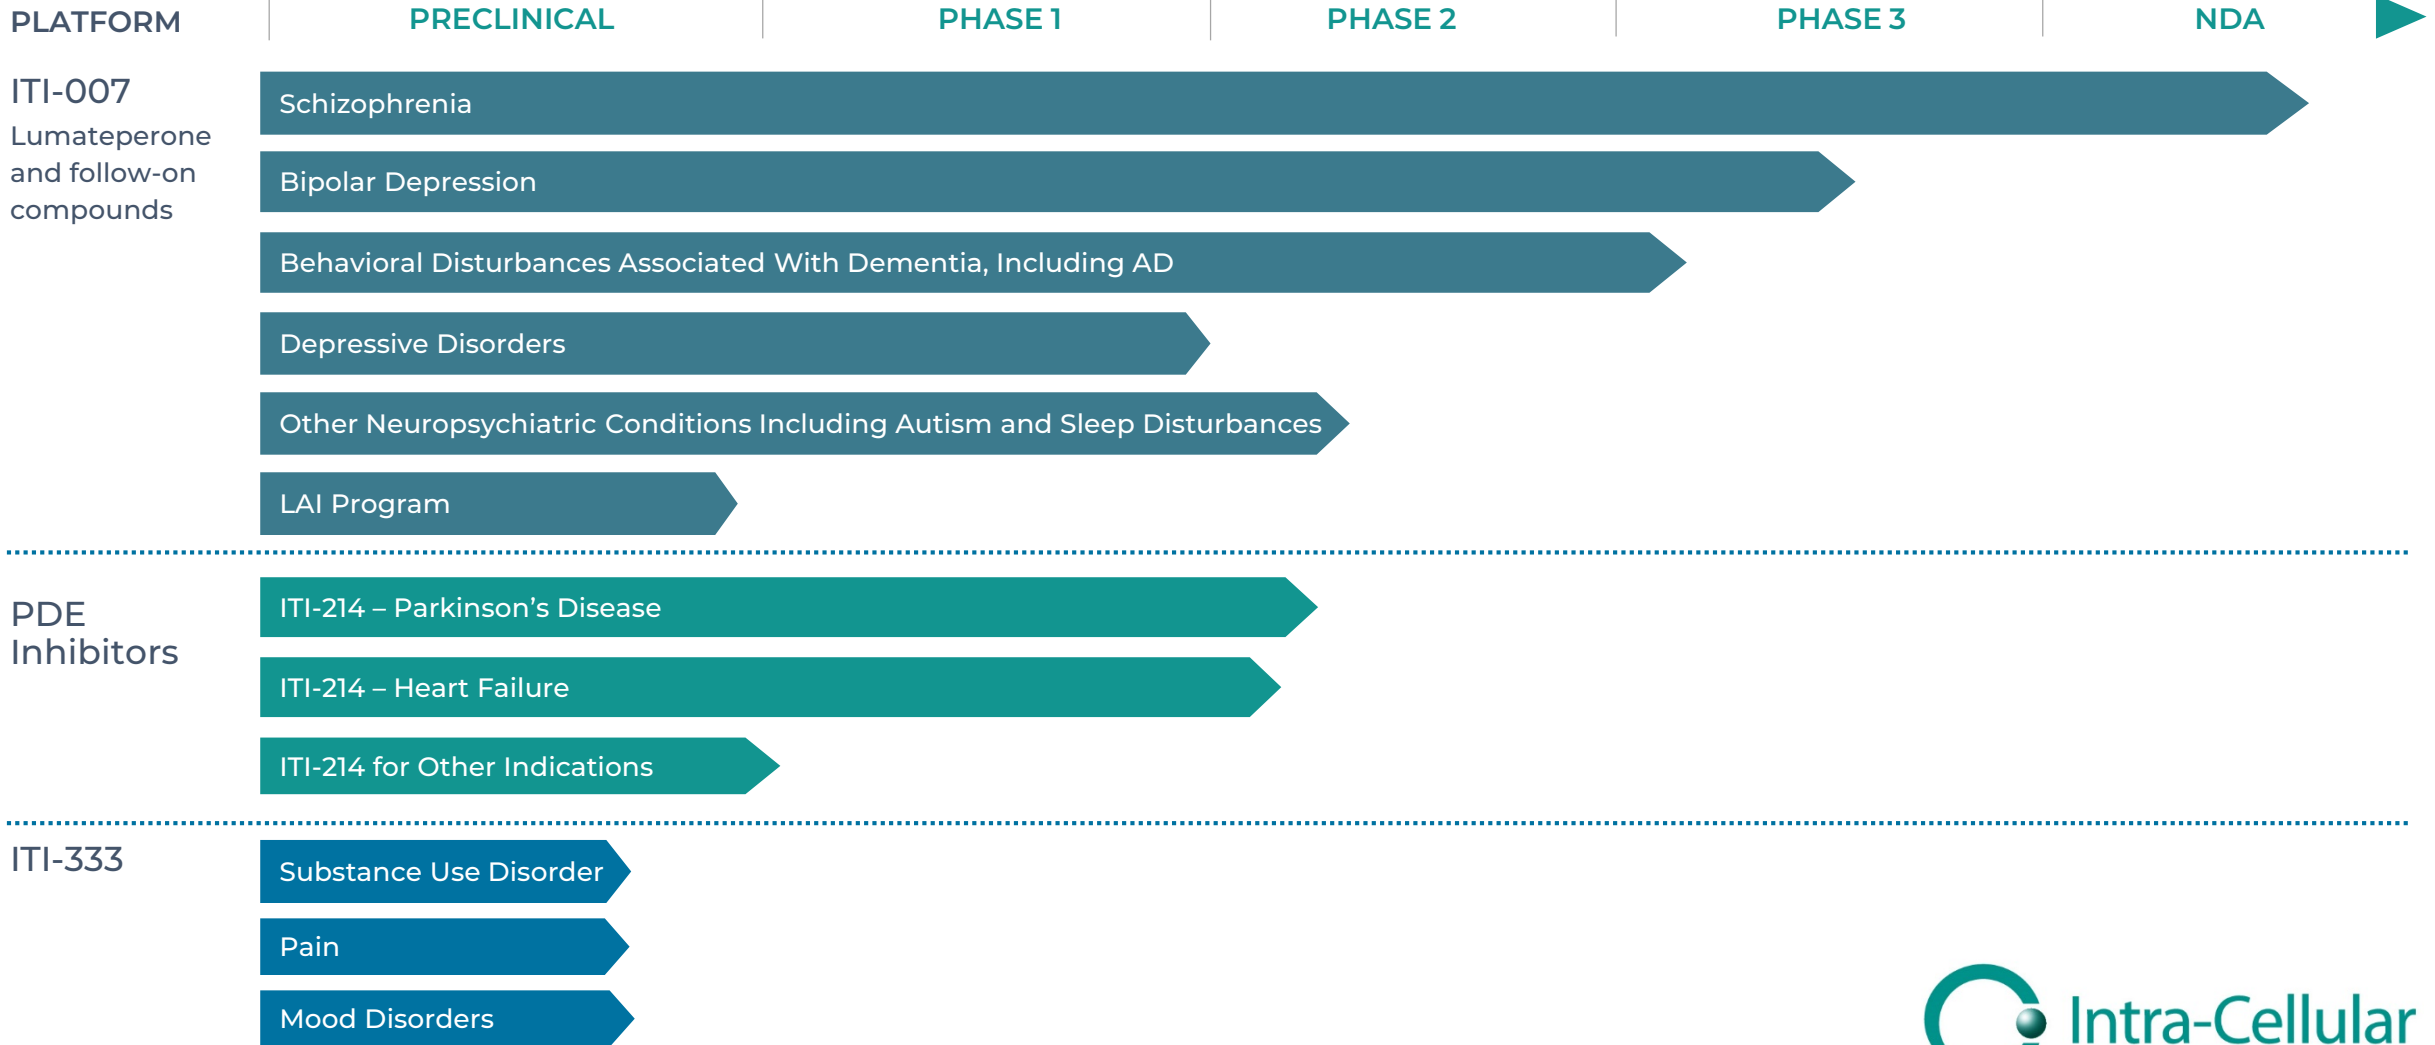 PLATFORM
PRECLINICAL
PHASE 1
PHASE 2
PHASE 3
NDA
ITI-007
Lumateperone
and follow-on
compounds
Schizophrenia
Bipolar Depression
Behavioral Disturbances Associated With Dementia, Including AD
Depressive Disorders
Other Neuropsychiatric Conditions Including Autism and Sleep Disturbances
LAI Program
PDE
Inhibitors
ITI-214 – Parkinson’s Disease
ITI-214 – Heart Failure
ITI-214 for Other Indications
ITI-333
Substance Use Disorder
Pain
Mood Disorders
Intra-Cellular